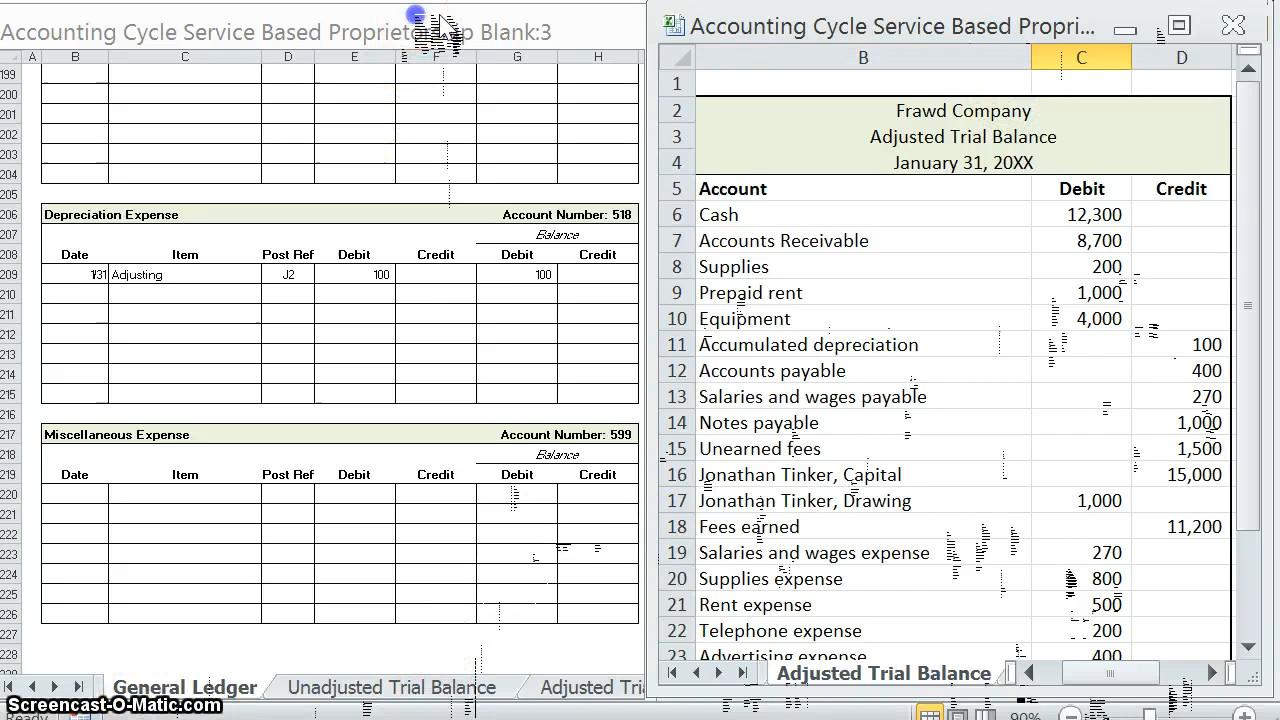 Accounting Cycle Service Based Proprietorship Blank:3
A B C D E F G H
199
200
201
202
203
204
205
206 Depreciation Expense Account Number: 518
207 Balance
208 Date Item Post Ref Debit Credit Debit Credit
209 1/31 Adjusting J2 100 100
210
211
212
213
214
215
216
217 Miscellaneous Expense Account Number: 599
218 Balance
219 Date Item Post Ref Debit Credit Debit Credit
220
221
222
223
224
225
226
227
228
General Ledger Unadjusted Trial Balance Adjusted Tri
Screencast-O-Matic.com
Ready
Accounting Cycle Service Based Propri...
B C D
1
2 Frawd Company
3 Adjusted Trial Balance
4 January 31, 20XX
5 Account Debit Credit
6 Cash 12,300
7 Accounts Receivable 8,700
8 Supplies 200
9 Prepaid rent 1,000
10 Equipment 4,000
11 Accumulated depreciation 100
12 Accounts payable 400
13 Salaries and wages payable 270
14 Notes payable 1,000
15 Unearned fees 1,500
16 Jonathan Tinker, Capital 15,000
17 Jonathan Tinker, Drawing 1,000
18 Fees earned 11,200
19 Salaries and wages expense 270
20 Supplies expense 800
21 Rent expense 500
22 Telephone expense 200
23 Advertising expense 400
Adjusted Trial Balance
90%